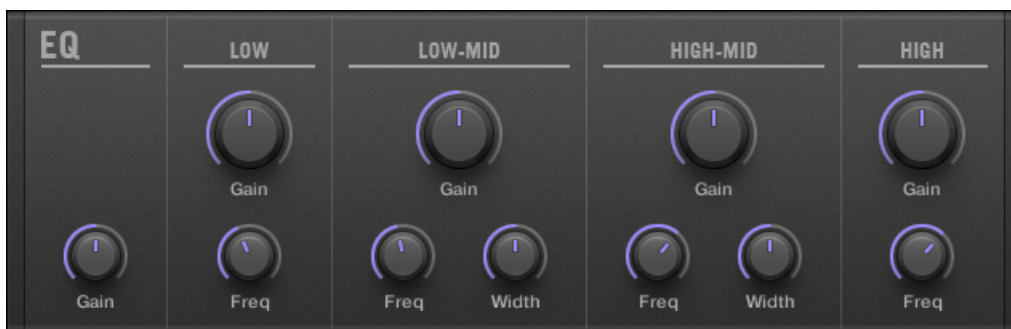 EQ
LOW
LOW-MID
HIGH-MID
HIGH
Gain
Gain
Gain
Gain
Gain
Freq
Freq
Width
Freq
Width
Freq